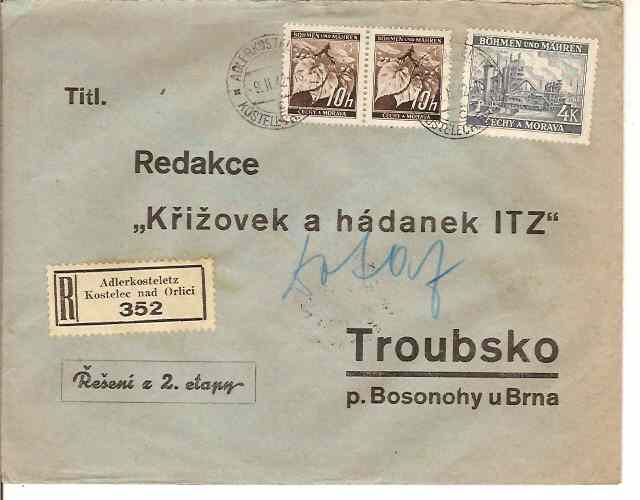 BÖHMEN UND MÄHREN
10h
ČECHY A MORAVA
BÖHMEN UND MÄHREN
10h
ČECHY A MORAVA
BÖHMEN UND MÄHREN
4K
ČECHY A MORAVA
Titl.
Redakce
„Křižovek a hádanek ITZ“
R
Adlerkosteletz
Kostelec nad Orlicí
352
Troubsko
Řešení z 2. etapy
p. Bosonohy u Brna